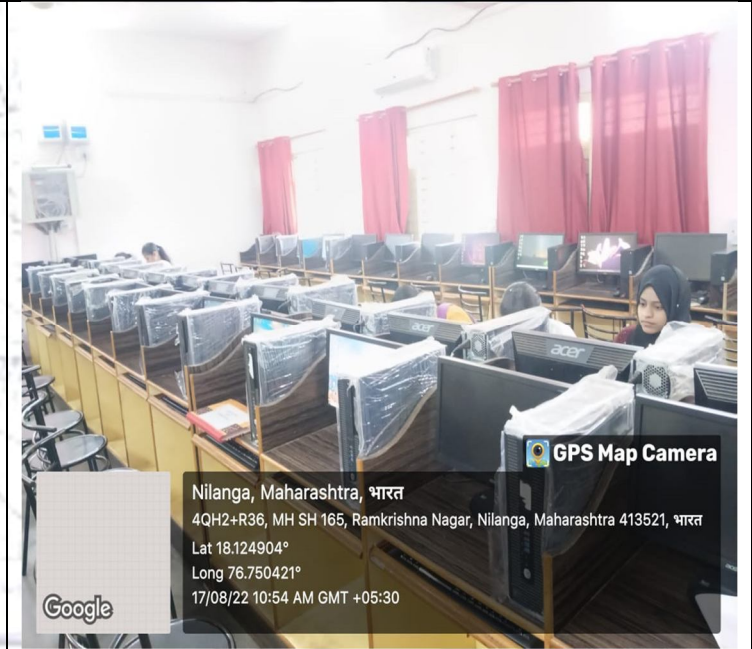 acer
acer
GPS Map Camera
Nilanga, Maharashtra, भारत
4QH2+R36, MH SH 165, Ramkrishna Nagar, Nilanga, Maharashtra 413521, भारत
Lat 18.124904°
Long 76.750421°
17/08/22 10:54 AM GMT +05:30
Google